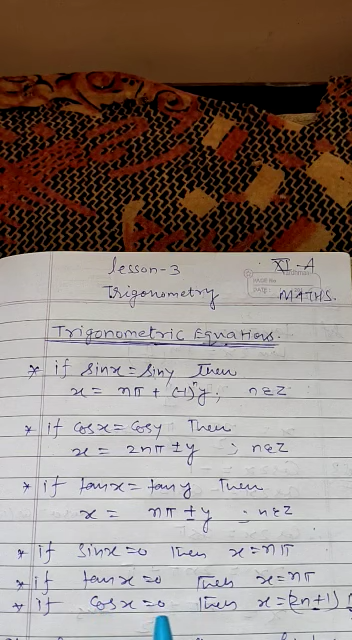 lesson-3
XI-A
Trigonometry
MATHS.
Trigonometric Equations.
* if sinx = siny Then
x = nπ + (-1)ⁿy, n∈Z
* if cosx = cosy Then
x = 2nπ ± y ; n∈Z
* if tanx = tany Then
x = nπ ± y ; n∈Z
* if sinx = 0 Then x = nπ
* if tanx = 0 Then x = nπ
* if cosx = 0 Then x = (2n+1)